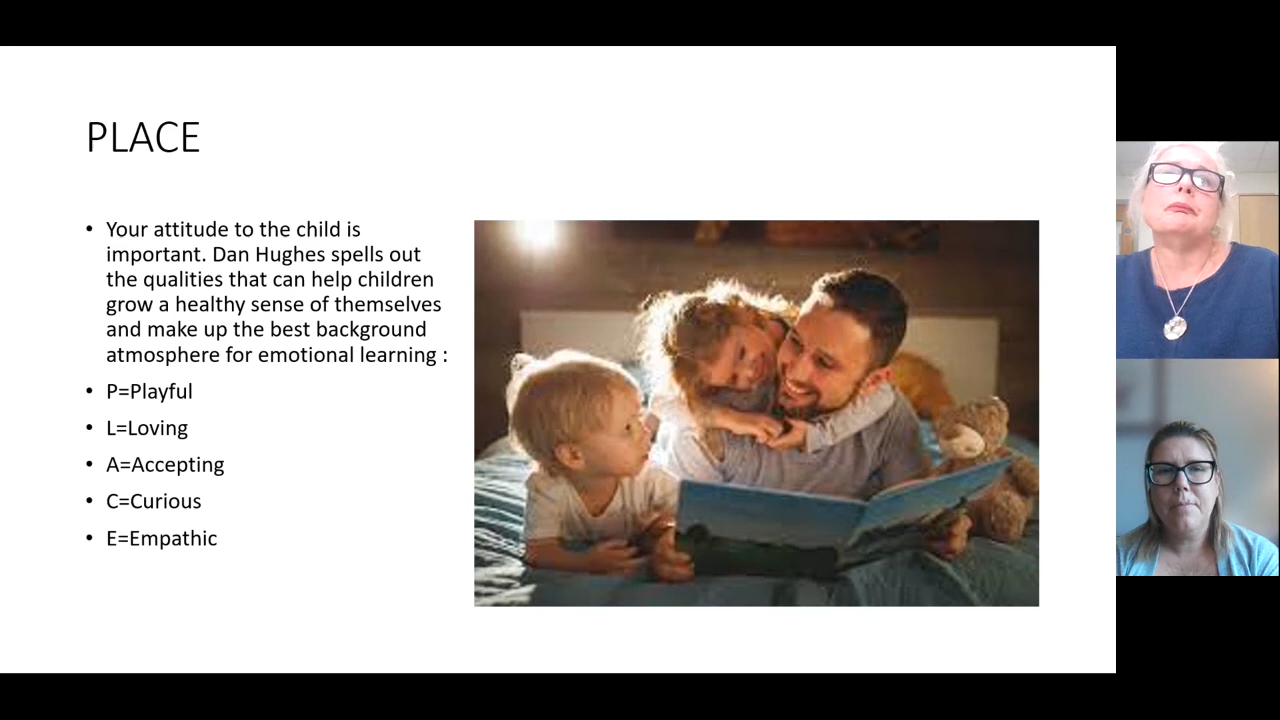 PLACE
• Your attitude to the child is
important. Dan Hughes spells out
the qualities that can help children
grow a healthy sense of themselves
and make up the best background
atmosphere for emotional learning :
• P=Playful
• L=Loving
• A=Accepting
• C=Curious
• E=Empathic